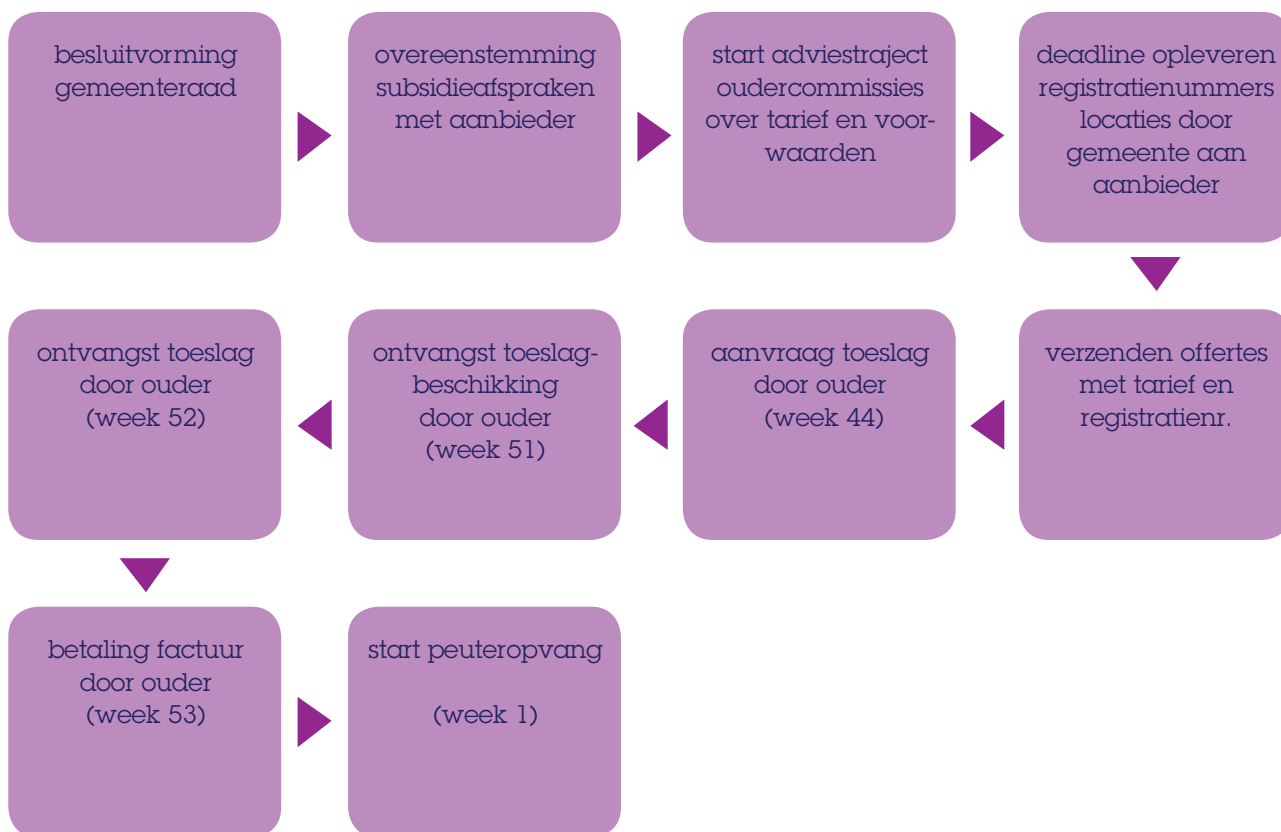 besluitvorming
gemeenteraad
overeenstemming
subsidieafspraken
met aanbieder
start adviestraject
oudercommissies
over tarief en voor-
waarden
deadline opleveren
registratienummers
locaties door
gemeente aan
aanbieder
verzenden offertes
met tarief en
registratienr.
aanvraag toeslag
door ouder
(week 44)
ontvangst toeslag-
beschikking
door ouder
(week 51)
ontvangst toeslag
door ouder
(week 52)
betaling factuur
door ouder
(week 53)
start peuteropvang
(week 1)